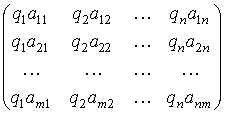 q₁a₁₁ q₂a₁₂ ... qₙa₁ₙ
q₁a₂₁ q₂a₂₂ ... qₙa₂ₙ
... ... ... ...
q₁aₘ₁ q₂aₘ₂ ... qₙaₙₘ